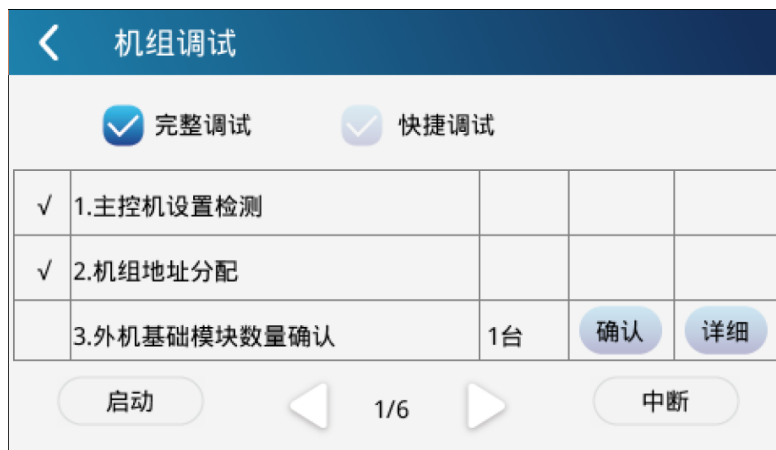 机组调试
完整调试 快捷调试
√ 1.主控机设置检测
√ 2.机组地址分配
3.外机基础模块数量确认 1台 确认 详细
启动 1/6 中断